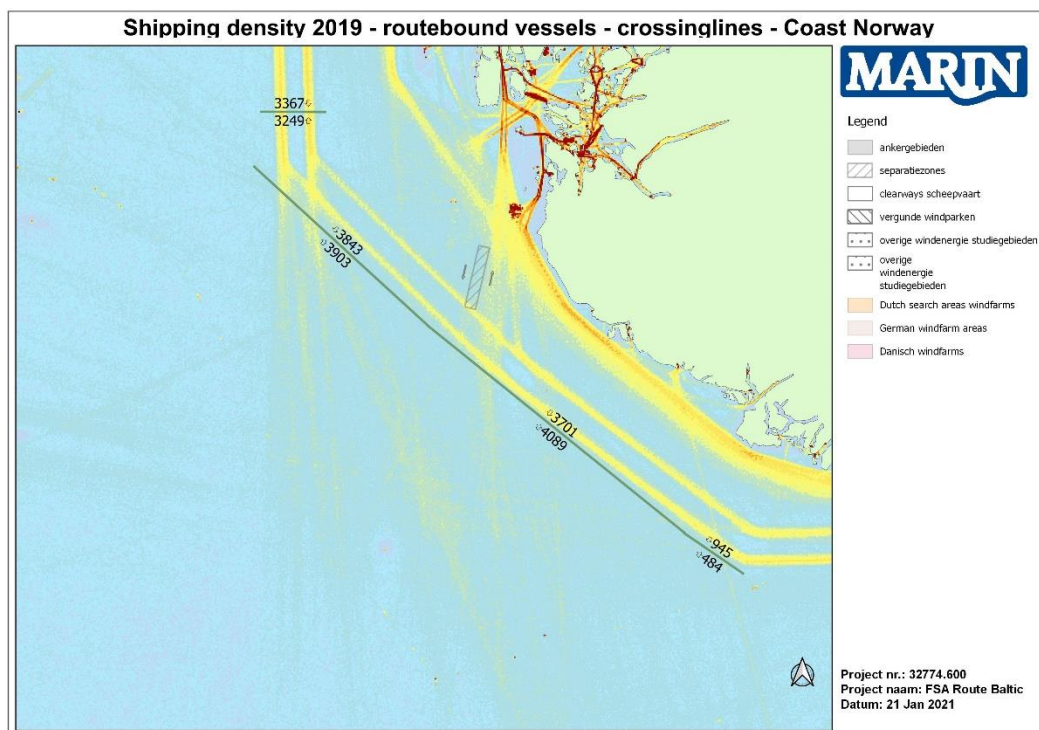 Shipping density 2019 - routebound vessels - crossinglines - Coast Norway
3367
3249
3843
3903
3701
4089
945
484
MARIN
Legend
ankergebieden
separatiezones
clearways scheepvaart
vergunde windparken
overige windenergie studiegebieden
overige
windenergie
studiegebieden
Dutch search areas windfarms
German windfarm areas
Danisch windfarms
Project nr.: 32774.600
Project naam: FSA Route Baltic
Datum: 21 Jan 2021